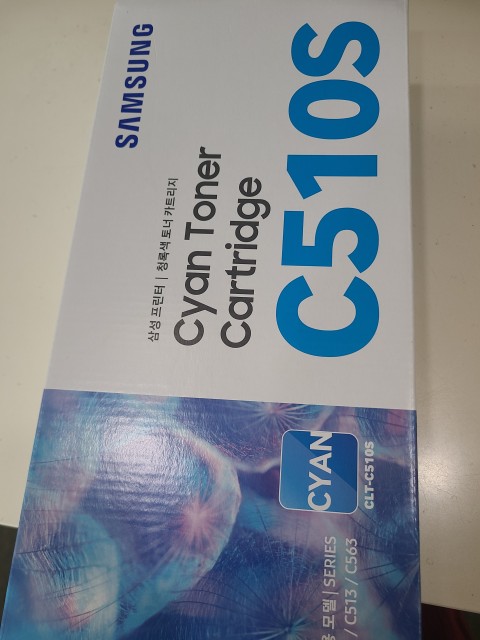 SAMSUNG
삼성 프린터 | 청록색 토너 카트리지
Cyan Toner
Cartridge
C510S
CYAN
CLT-C510S
모델 | SERIES
/ C513 / C563